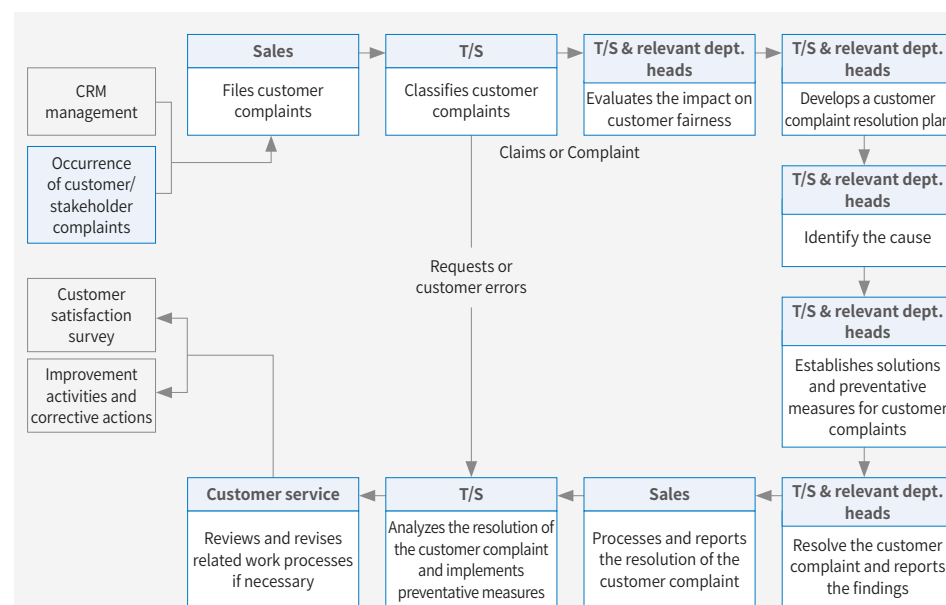 CRM
management
Occurrence
of customer/
stakeholder
complaints
Sales
Files customer
complaints
T/S
Classifies customer
complaints
T/S & relevant dept.
heads
Evaluates the impact on
customer fairness
T/S & relevant dept.
heads
Develops a customer
complaint resolution plan
Claims or Complaint
T/S & relevant dept.
heads
Identify the cause
Requests or
customer errors
T/S & relevant dept.
heads
Establishes solutions
and preventative
measures for customer
complaints
Customer
satisfaction
survey
Improvement
activities and
corrective actions
Customer service
Reviews and revises
related work processes
if necessary
T/S
Analyzes the resolution of
the customer complaint
and implements
preventative measures
Sales
Processes and reports
the resolution of the
customer complaint
T/S & relevant dept.
heads
Resolve the customer
complaint and reports
the findings